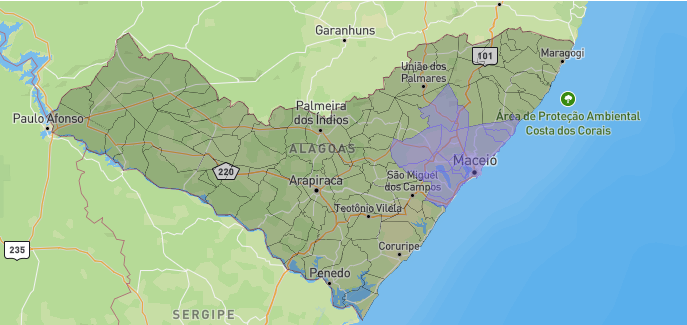 Garanhuns
101
Maragogi
União dos
Palmares
Paulo Afonso
Palmeira
dos Índios
Área de Proteção Ambiental
Costa dos Corais
ALAGOAS
Maceió
220
Arapiraca
São Miguel
dos Campos
Teotônio Vilela
235
Coruripe
Penedo
SERGIPE